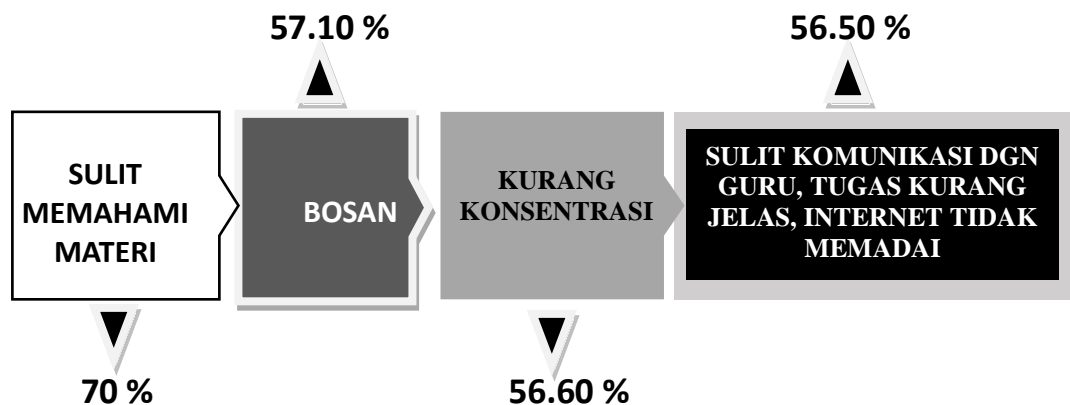 57.10 %
56.50 %
SULIT
MEMAHAMI
MATERI
BOSAN
KURANG
KONSENTRASI
SULIT KOMUNIKASI DGN
GURU, TUGAS KURANG
JELAS, INTERNET TIDAK
MEMADAI
70 %
56.60 %